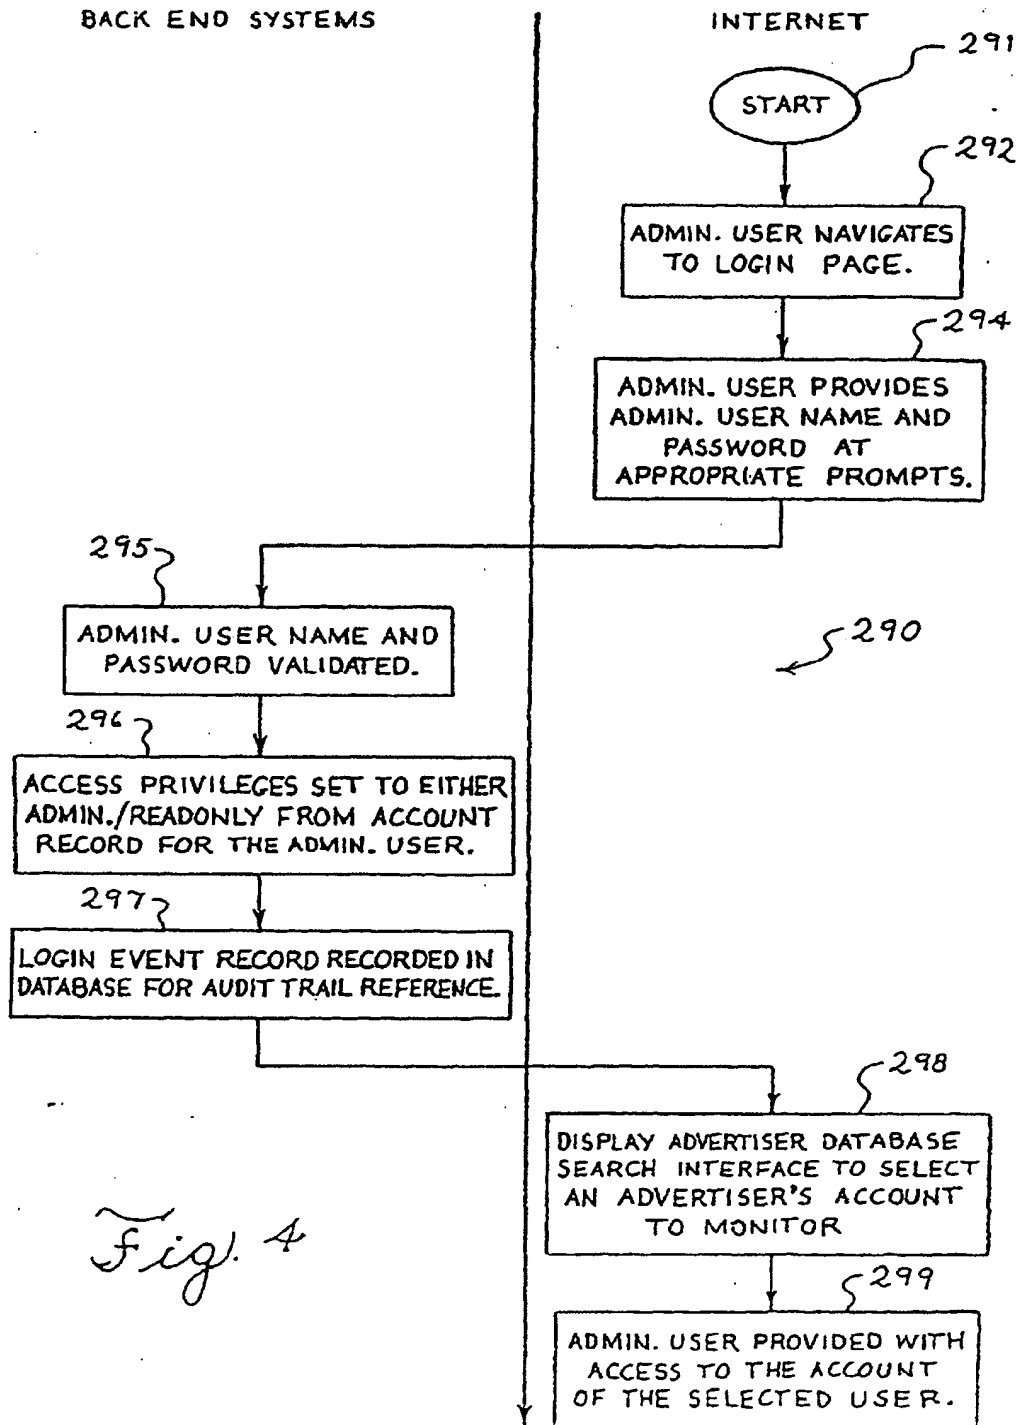 BACK END SYSTEMS
INTERNET
291
START
292
ADMIN. USER NAVIGATES
TO LOGIN PAGE.
294
ADMIN. USER PROVIDES
ADMIN. USER NAME AND
PASSWORD AT
APPROPRIATE PROMPTS.
295
ADMIN. USER NAME AND
PASSWORD VALIDATED.
290
296
ACCESS PRIVILEGES SET TO EITHER
ADMIN./READONLY FROM ACCOUNT
RECORD FOR THE ADMIN. USER.
297
LOGIN EVENT RECORD RECORDED IN
DATABASE FOR AUDIT TRAIL REFERENCE.
298
DISPLAY ADVERTISER DATABASE
SEARCH INTERFACE TO SELECT
AN ADVERTISER'S ACCOUNT
TO MONITOR
Fig. 4
299
ADMIN. USER PROVIDED WITH
ACCESS TO THE ACCOUNT
OF THE SELECTED USER.